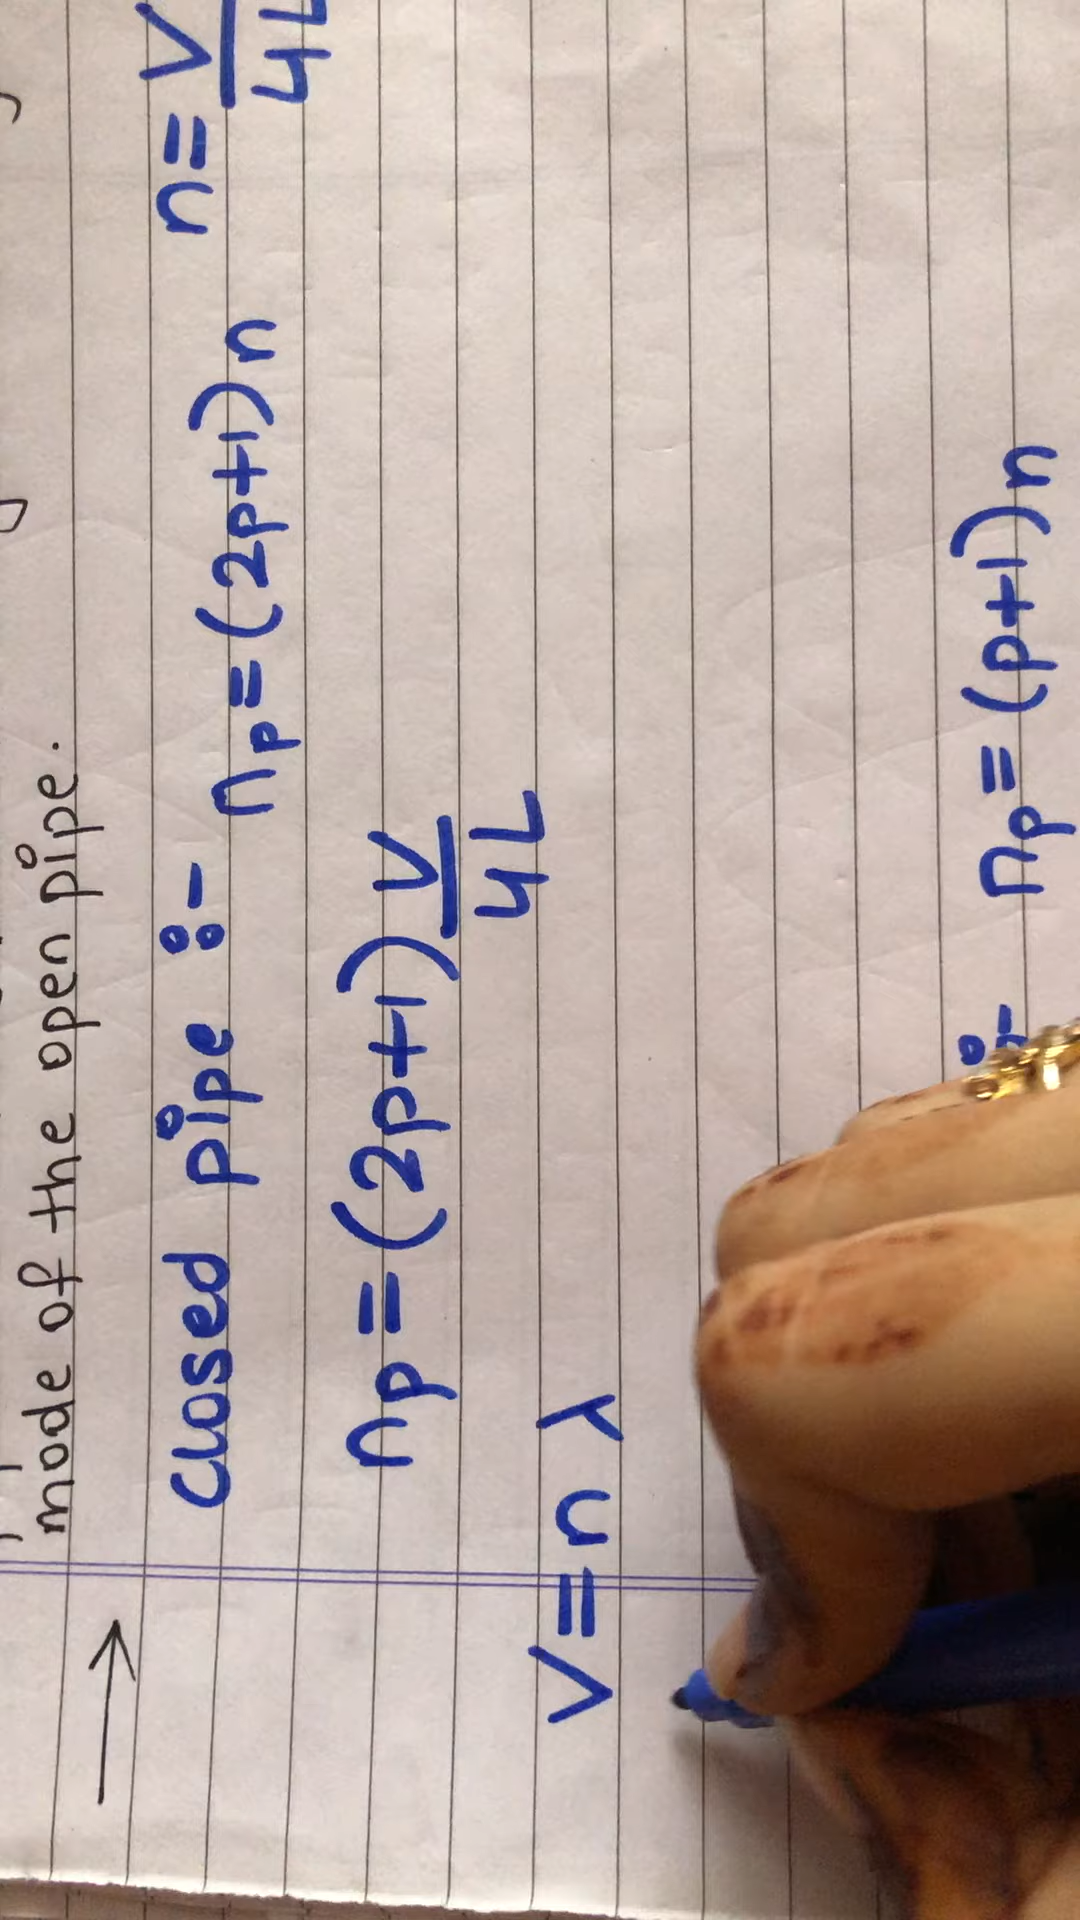 mode of the open pipe.
→ closed pipe :- np = (2p+1)n n = V/4L
np = (2p+1) V/4L
V = n λ
:- np = (p+1)n